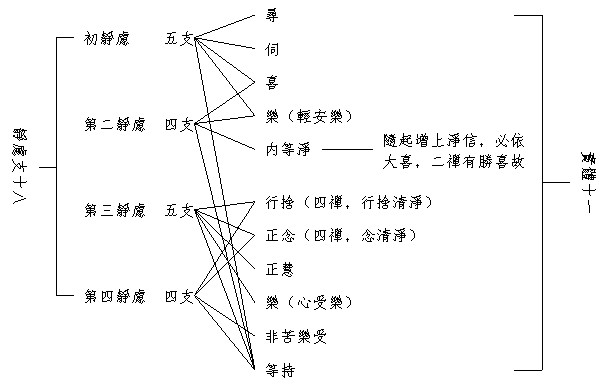 靜慮支十八
初靜慮 五支
第二靜慮 四支
第三靜慮 五支
第四靜慮 四支
尋
伺
喜
樂（輕安樂）
內等淨
隨起增上淨信，必依
大喜，二禪有勝喜故
行捨（四禪，行捨清淨）
正念（四禪，念清淨）
正慧
樂（心受樂）
非苦樂受
等持
實體十一